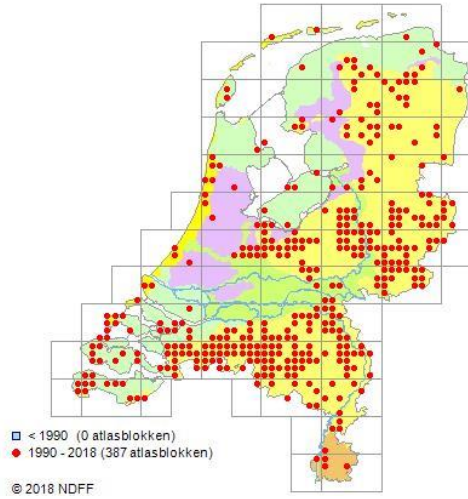 < 1990 (0 atlasblokken)
1990 - 2018 (387 atlasblokken)
© 2018 NDFF